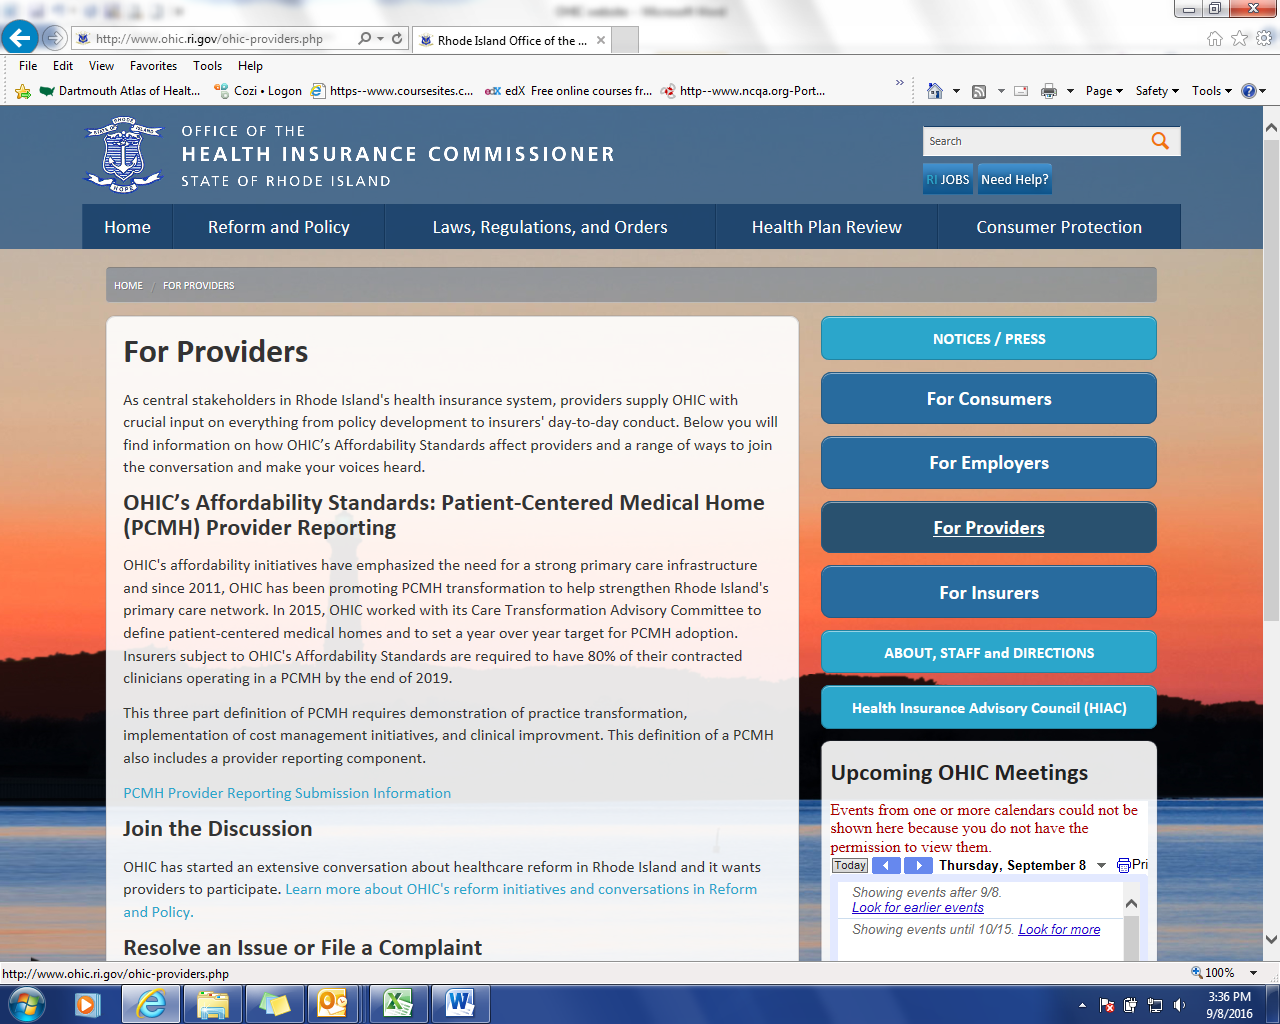 OHIC website - Microsoft Word
http://www.ohic.ri.gov/ohic-providers.php
Rhode Island Office of the ...
File Edit View Favorites Tools Help
Dartmouth Atlas of Healt... Cozi • Logon https--www.coursesites.c... edX Free online courses fr... http--www.ncqa.org-Port... » Page Safety Tools
OFFICE OF THE
HEALTH INSURANCE COMMISSIONER
STATE OF RHODE ISLAND
HOPE
Search
RI JOBS Need Help?
Home Reform and Policy Laws, Regulations, and Orders Health Plan Review Consumer Protection
HOME / FOR PROVIDERS
For Providers
As central stakeholders in Rhode Island's health insurance system, providers supply OHIC with
crucial input on everything from policy development to insurers' day-to-day conduct. Below you will
find information on how OHIC’s Affordability Standards affect providers and a range of ways to join
the conversation and make your voices heard.
OHIC’s Affordability Standards: Patient-Centered Medical Home
(PCMH) Provider Reporting
OHIC's affordability initiatives have emphasized the need for a strong primary care infrastructure
and since 2011, OHIC has been promoting PCMH transformation to help strengthen Rhode Island's
primary care network. In 2015, OHIC worked with its Care Transformation Advisory Committee to
define patient-centered medical homes and to set a year over year target for PCMH adoption.
Insurers subject to OHIC's Affordability Standards are required to have 80% of their contracted
clinicians operating in a PCMH by the end of 2019.
This three part definition of PCMH requires demonstration of practice transformation,
implementation of cost management initiatives, and clinical improvment. This definition of a PCMH
also includes a provider reporting component.
PCMH Provider Reporting Submission Information
Join the Discussion
OHIC has started an extensive conversation about healthcare reform in Rhode Island and it wants
providers to participate. Learn more about OHIC's reform initiatives and conversations in Reform
and Policy.
Resolve an Issue or File a Complaint
NOTICES / PRESS
For Consumers
For Employers
For Providers
For Insurers
ABOUT, STAFF and DIRECTIONS
Health Insurance Advisory Council (HIAC)
Upcoming OHIC Meetings
Events from one or more calendars could not be
shown here because you do not have the
permission to view them.
Today Thursday, September 8 Pri
Showing events after 9/8.
Look for earlier events
Showing events until 10/15. Look for more
http://www.ohic.ri.gov/ohic-providers.php
100%
3:36 PM
9/8/2016